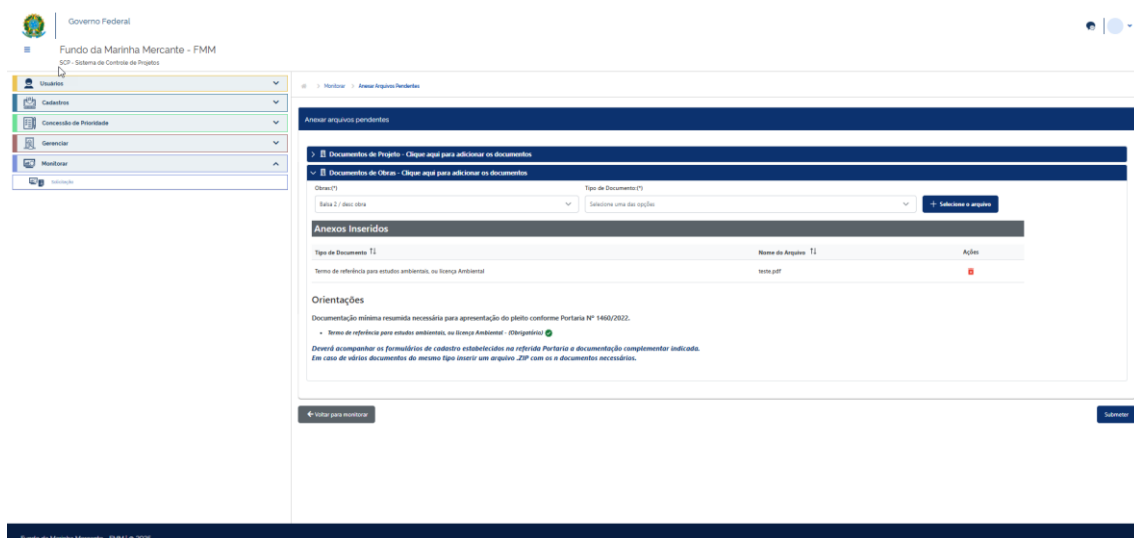 Governo Federal
Fundo da Marinha Mercante - FMM
SCP - Sistema de Controle de Projetos
Usuários
Cadastros
Concessão de Prioridade
Gerenciar
Monitorar
Solicitação
> Monitorar > Anexar Arquivos Pendentes
Anexar arquivos pendentes
Documentos de Projeto - Clique aqui para adicionar os documentos
Documentos de Obras - Clique aqui para adicionar os documentos
Obras:(*) Tipo de Documento:(*)
Balsa 2 / desc obra Selecione uma das opções + Selecione o arquivo
Anexos Inseridos
Tipo de Documento Nome do Arquivo Ações
Termo de referência para estudos ambientais, ou licença Ambiental teste.pdf
Orientações
Documentação mínima resumida necessária para apresentação do pleito conforme Portaria Nº 1460/2022.
• Termo de referência para estudos ambientais, ou licença Ambiental - (Obrigatório)
Deverá acompanhar os formulários de cadastro estabelecidos na referida Portaria a documentação complementar indicada.
Em caso de vários documentos do mesmo tipo inserir um arquivo .ZIP com os n documentos necessários.
Voltar para monitorar Submeter